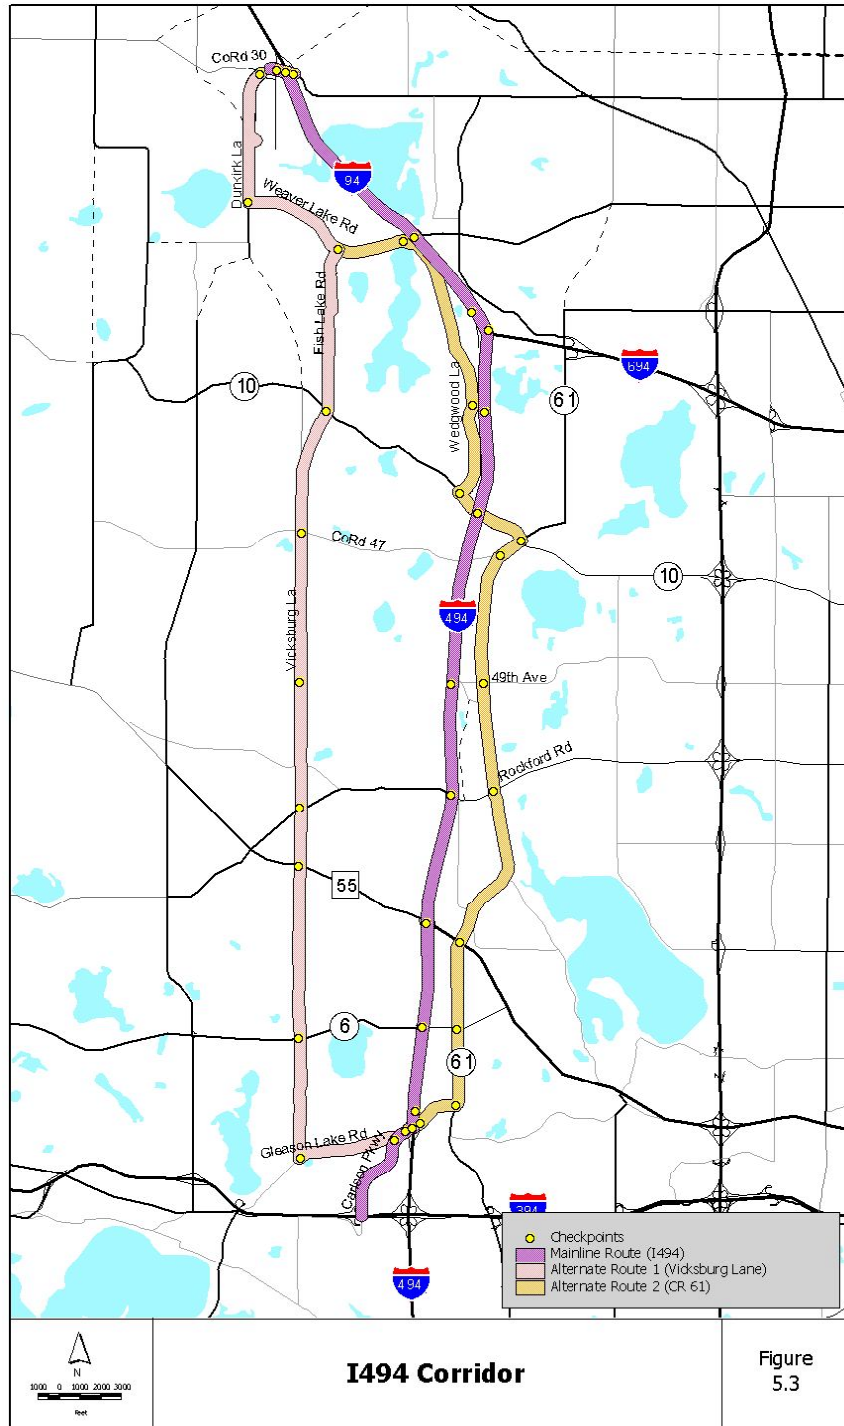 CoRd 30
94
Dunkirk La
Weaver Lake Rd
Fish Lake Rd
694
10
Wedgwood La
61
CoRd 47
10
494
Vicksburg La
49th Ave
Rockford Rd
55
6
61
Gleason Lake Rd
Carlson Pkwy
394
Checkpoints
Mainline Route (I494)
Alternate Route 1 (Vicksburg Lane)
Alternate Route 2 (CR 61)
494
N
1000 0 1000 2000 3000
Feet
I494 Corridor
Figure
5.3